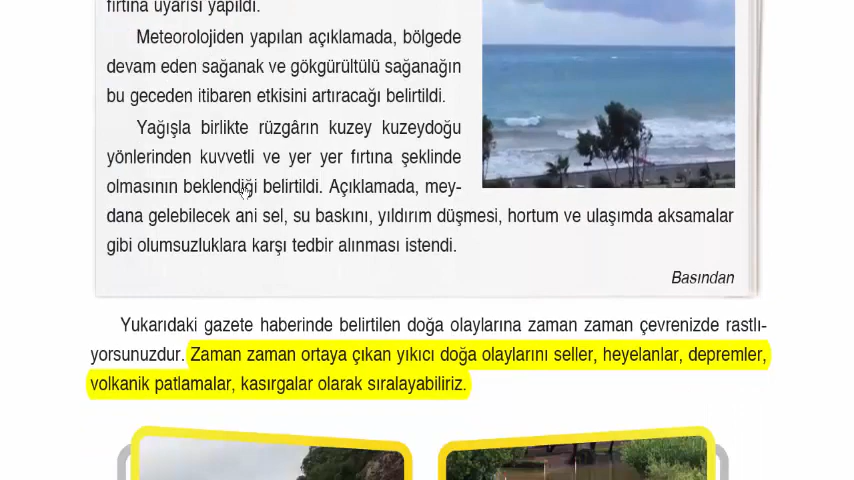 fırtına uyarısı yapıldı.
Meteorolojiden yapılan açıklamada, bölgede
devam eden sağanak ve gökgürültülü sağanağın
bu geceden itibaren etkisini artıracağı belirtildi.
Yağışla birlikte rüzgârın kuzey kuzeydoğu
yönlerinden kuvvetli ve yer yer fırtına şeklinde
olmasının beklendiği belirtildi. Açıklamada, mey-
dana gelebilecek ani sel, su baskını, yıldırım düşmesi, hortum ve ulaşımda aksamalar
gibi olumsuzluklara karşı tedbir alınması istendi.
Basından
Yukarıdaki gazete haberinde belirtilen doğa olaylarına zaman zaman çevrenizde rastlı-
yorsunuzdur. Zaman zaman ortaya çıkan yıkıcı doğa olaylarını seller, heyelanlar, depremler,
volkanik patlamalar, kasırgalar olarak sıralayabiliriz.